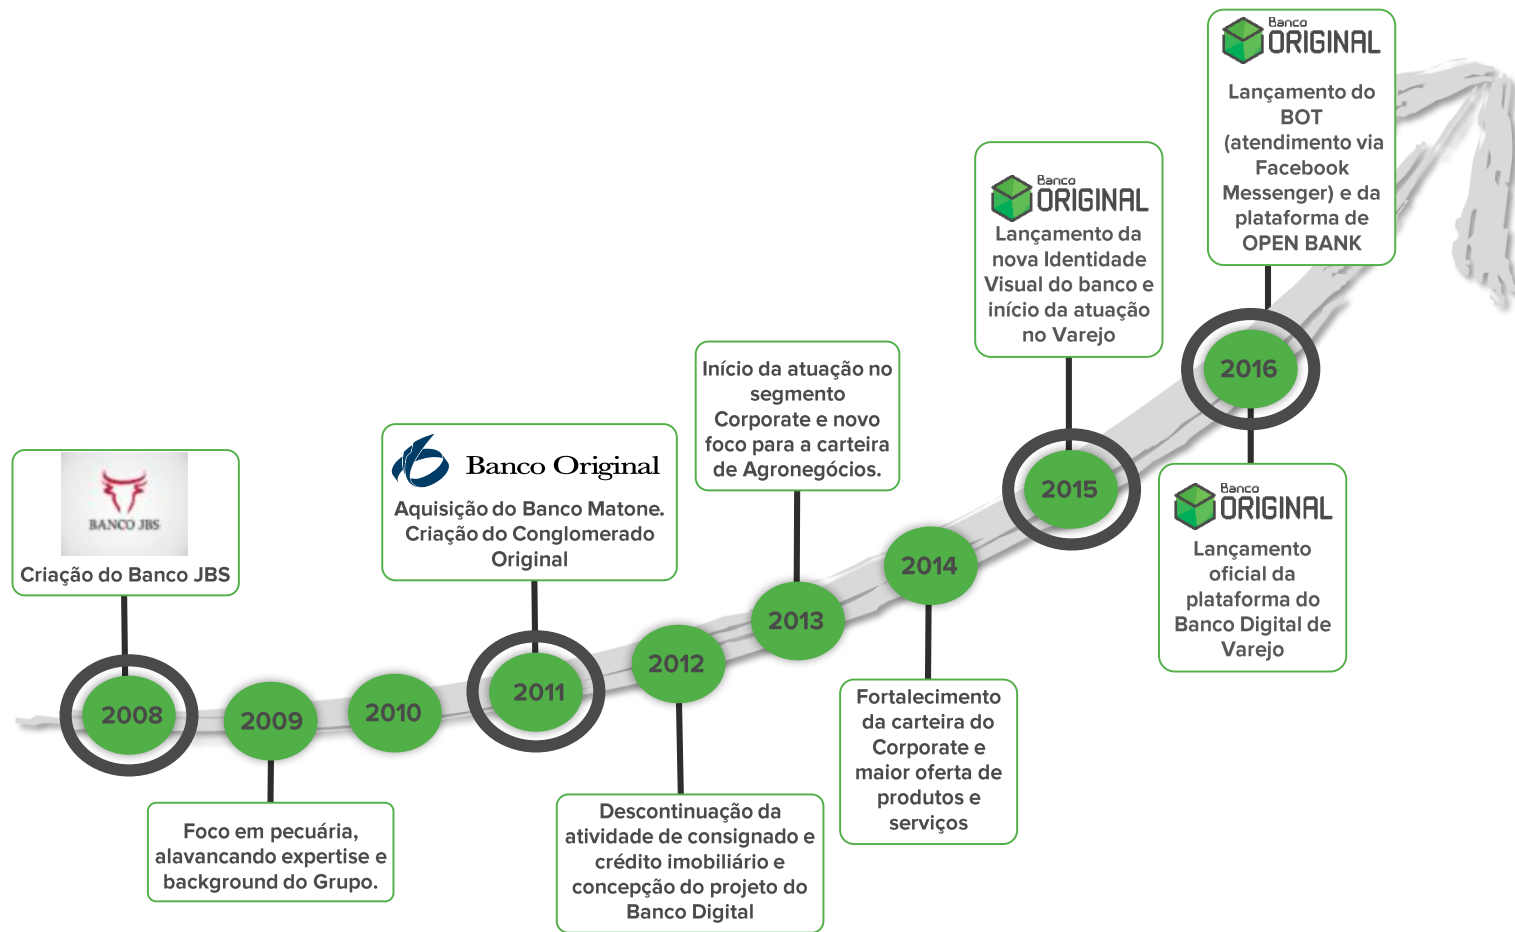 BANCO JBS
Criação do Banco JBS
2008
2009
Foco em pecuária,
alavancando expertise e
background do Grupo.
2010
Banco Original
Aquisição do Banco Matone.
Criação do Conglomerado
Original
2011
2012
Descontinuação da
atividade de consignado e
crédito imobiliário e
concepção do projeto do
Banco Digital
Início da atuação no
segmento
Corporate e novo
foco para a carteira
de Agronegócios.
2013
2014
Fortalecimento
da carteira do
Corporate e
maior oferta de
produtos e
serviços
Banco
ORIGINAL
Lançamento da
nova Identidade
Visual do banco e
início da atuação
no Varejo
2015
Banco
ORIGINAL
Lançamento do
BOT
(atendimento via
Facebook
Messenger) e da
plataforma de
OPEN BANK
2016
Banco
ORIGINAL
Lançamento
oficial da
plataforma do
Banco Digital de
Varejo